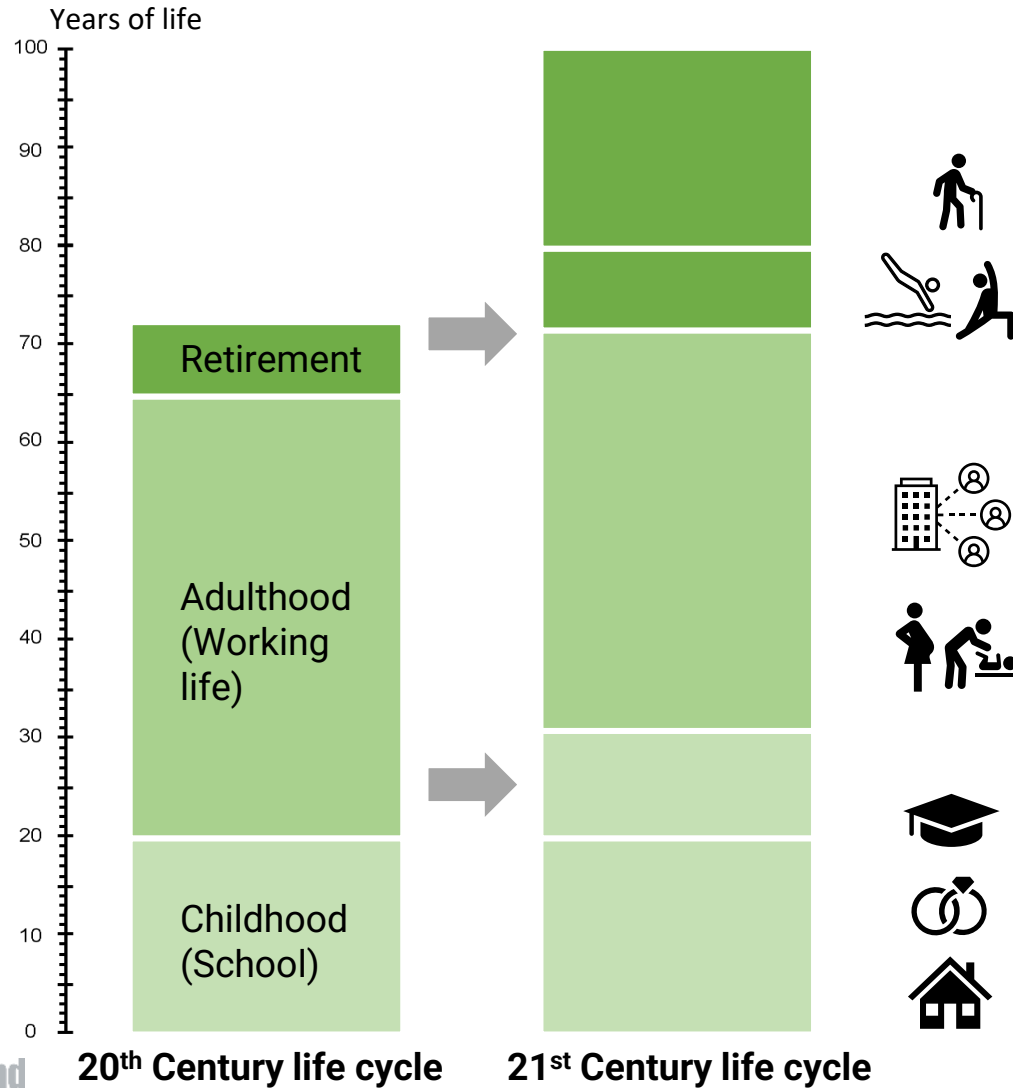 Years of life
100
90
80
70
60
50
40
30
20
10
0
Retirement
Adulthood
(Working
life)
Childhood
(School)
20th Century life cycle
21st Century life cycle